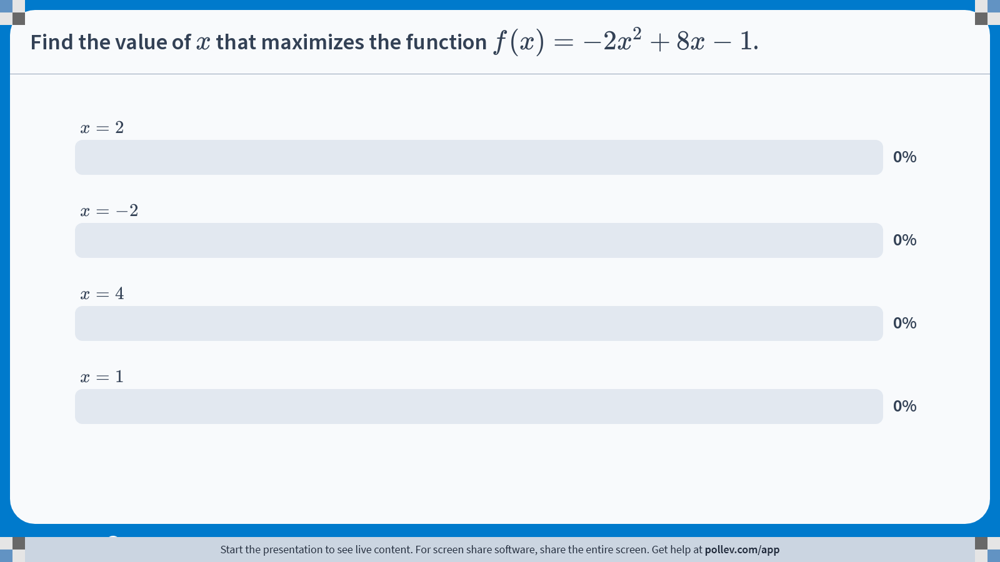 Find the value of x that maximizes the function f(x) = −2x² + 8x − 1.
x = 2
0%
x = −2
0%
x = 4
0%
x = 1
0%
Start the presentation to see live content. For screen share software, share the entire screen. Get help at pollev.com/app